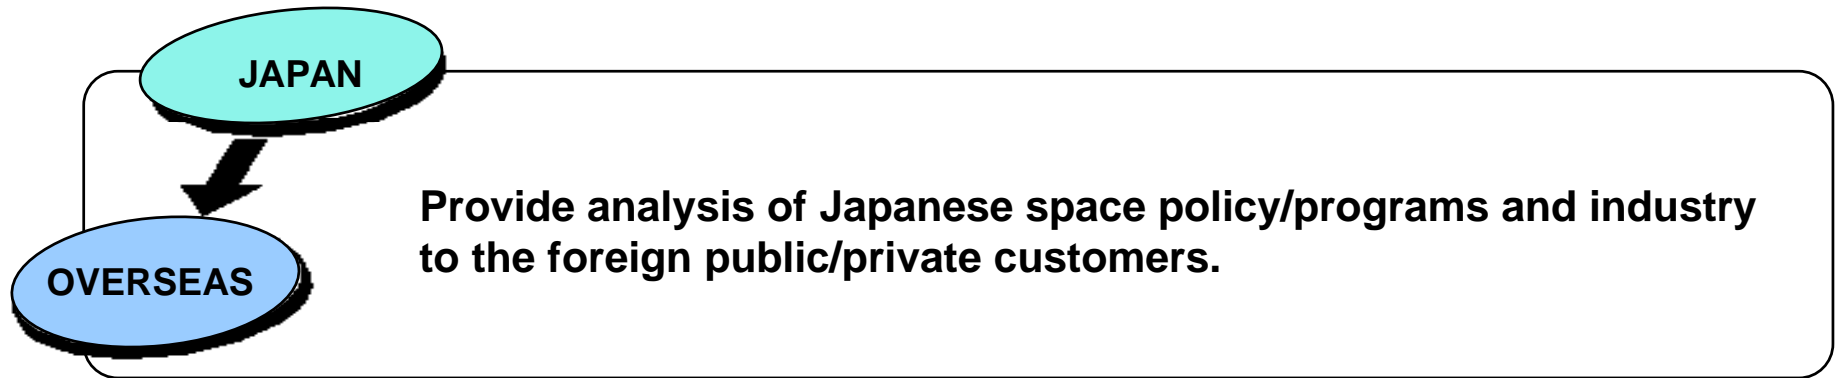 JAPAN
OVERSEAS
Provide analysis of Japanese space policy/programs and industry
to the foreign public/private customers.